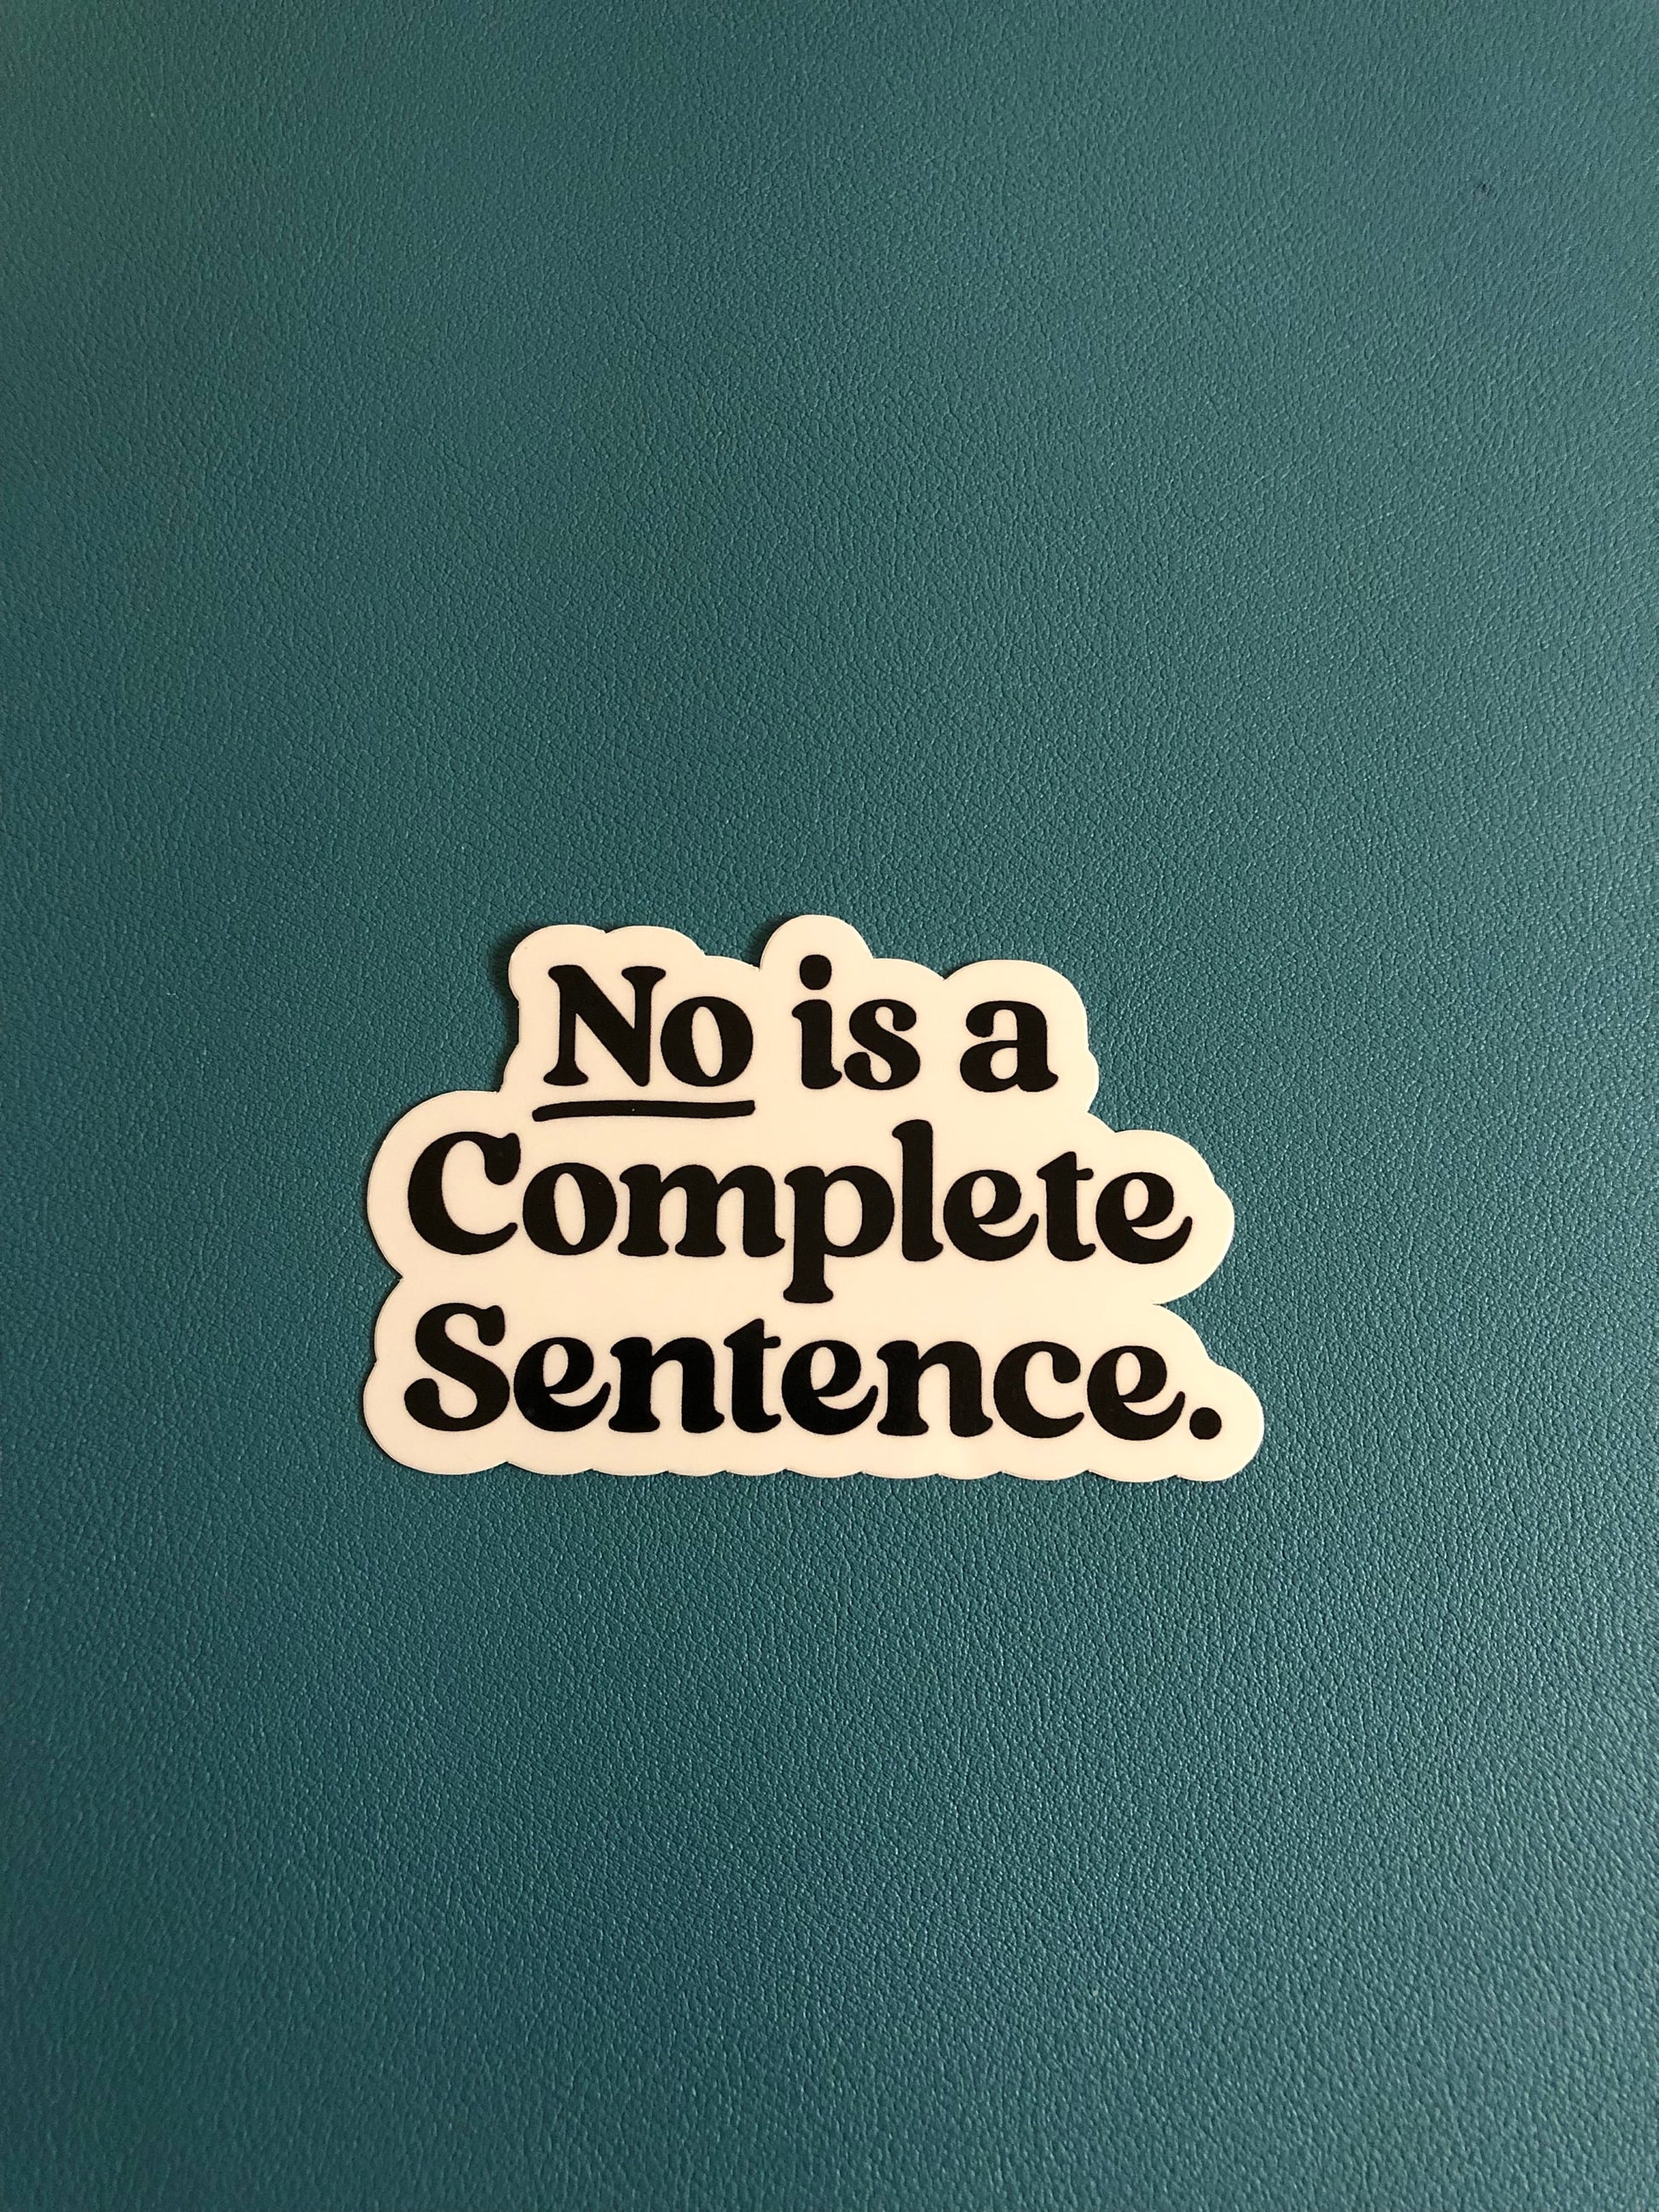 No is a
Complete
Sentence.